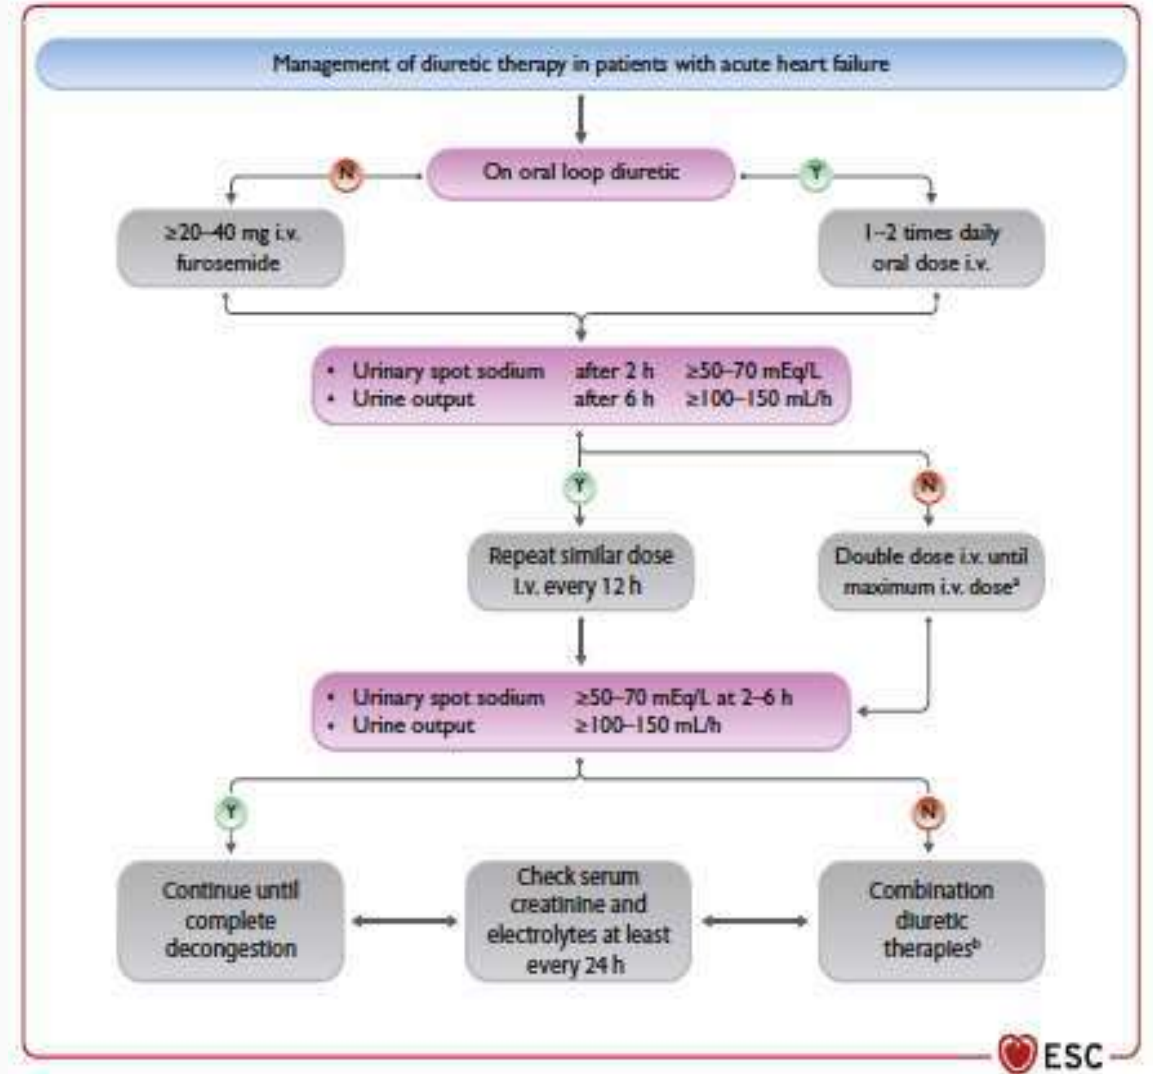 Management of diuretic therapy in patients with acute heart failure
On oral loop diuretic
N
Y
≥20–40 mg i.v.
furosemide
1–2 times daily
oral dose i.v.
• Urinary spot sodium after 2 h ≥50–70 mEq/L
• Urine output after 6 h ≥100–150 mL/h
Y
N
Repeat similar dose
i.v. every 12 h
Double dose i.v. until
maximum i.v. doseª
• Urinary spot sodium ≥50–70 mEq/L at 2–6 h
• Urine output ≥100–150 mL/h
Y
N
Continue until
complete
decongestion
Check serum
creatinine and
electrolytes at least
every 24 h
Combination
diuretic
therapiesᵇ
ESC